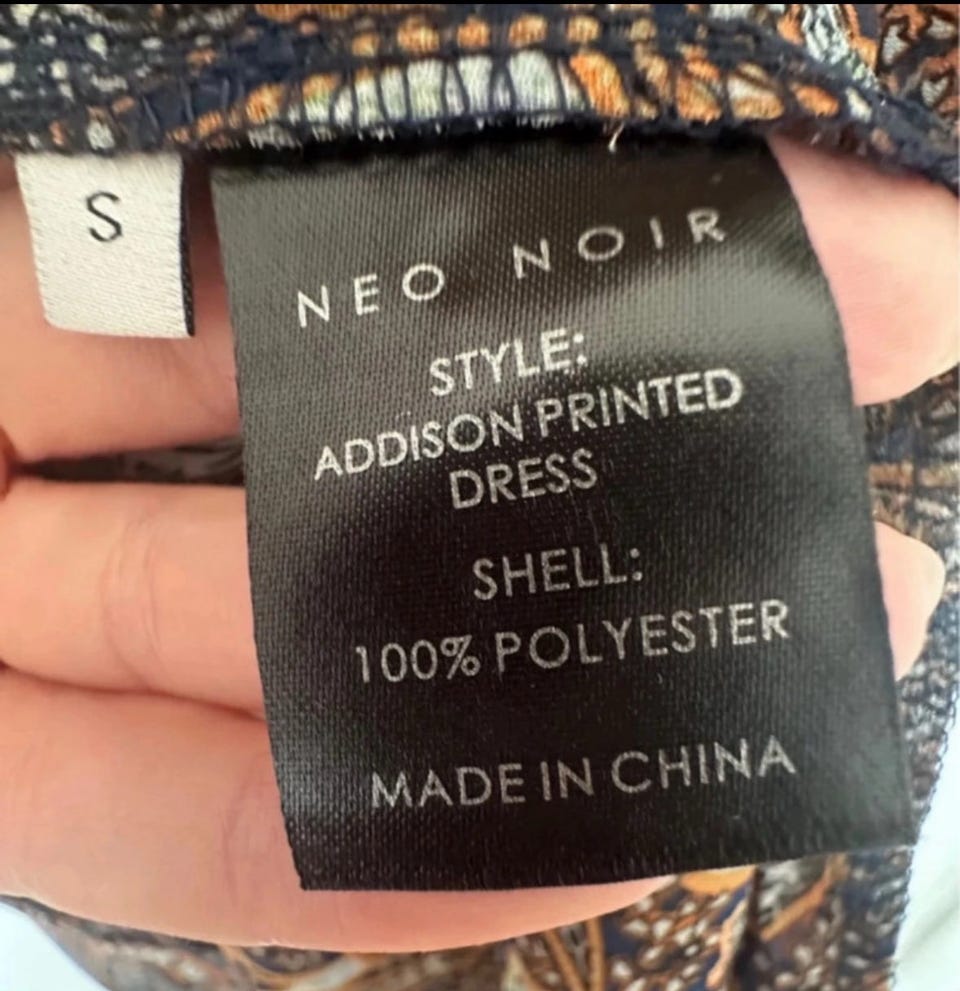 S
NEO NOIR
STYLE:
ADDISON PRINTED
DRESS
SHELL:
100% POLYESTER
MADE IN CHINA